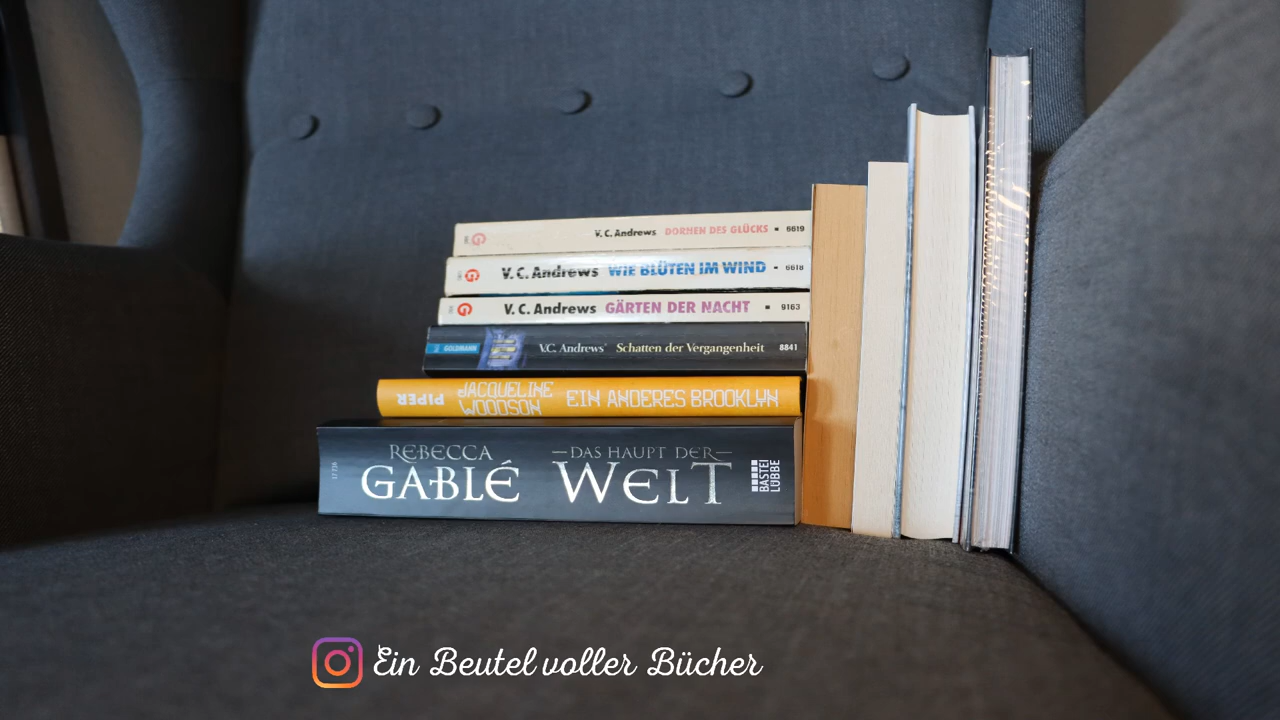 V. C. Andrews DORNEN DES GLÜCKS 6619
V. C. Andrews WIE BLÜTEN IM WIND 6618
V. C. Andrews GÄRTEN DER NACHT 9163
GOLDMANN V.C. Andrews' Schatten der Vergangenheit 8841
PIPER JACQUELINE WOODSON EIN ANDERES BROOKLYN
REBECCA GABLÉ DAS HAUPT DER WELT BASTEI LÜBBE
Ein Beutel voller Bücher